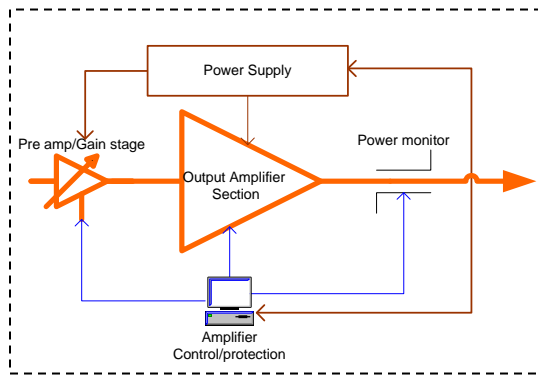 Power Supply
Pre amp/Gain stage
Power monitor
Output Amplifier
Section
Amplifier
Control/protection